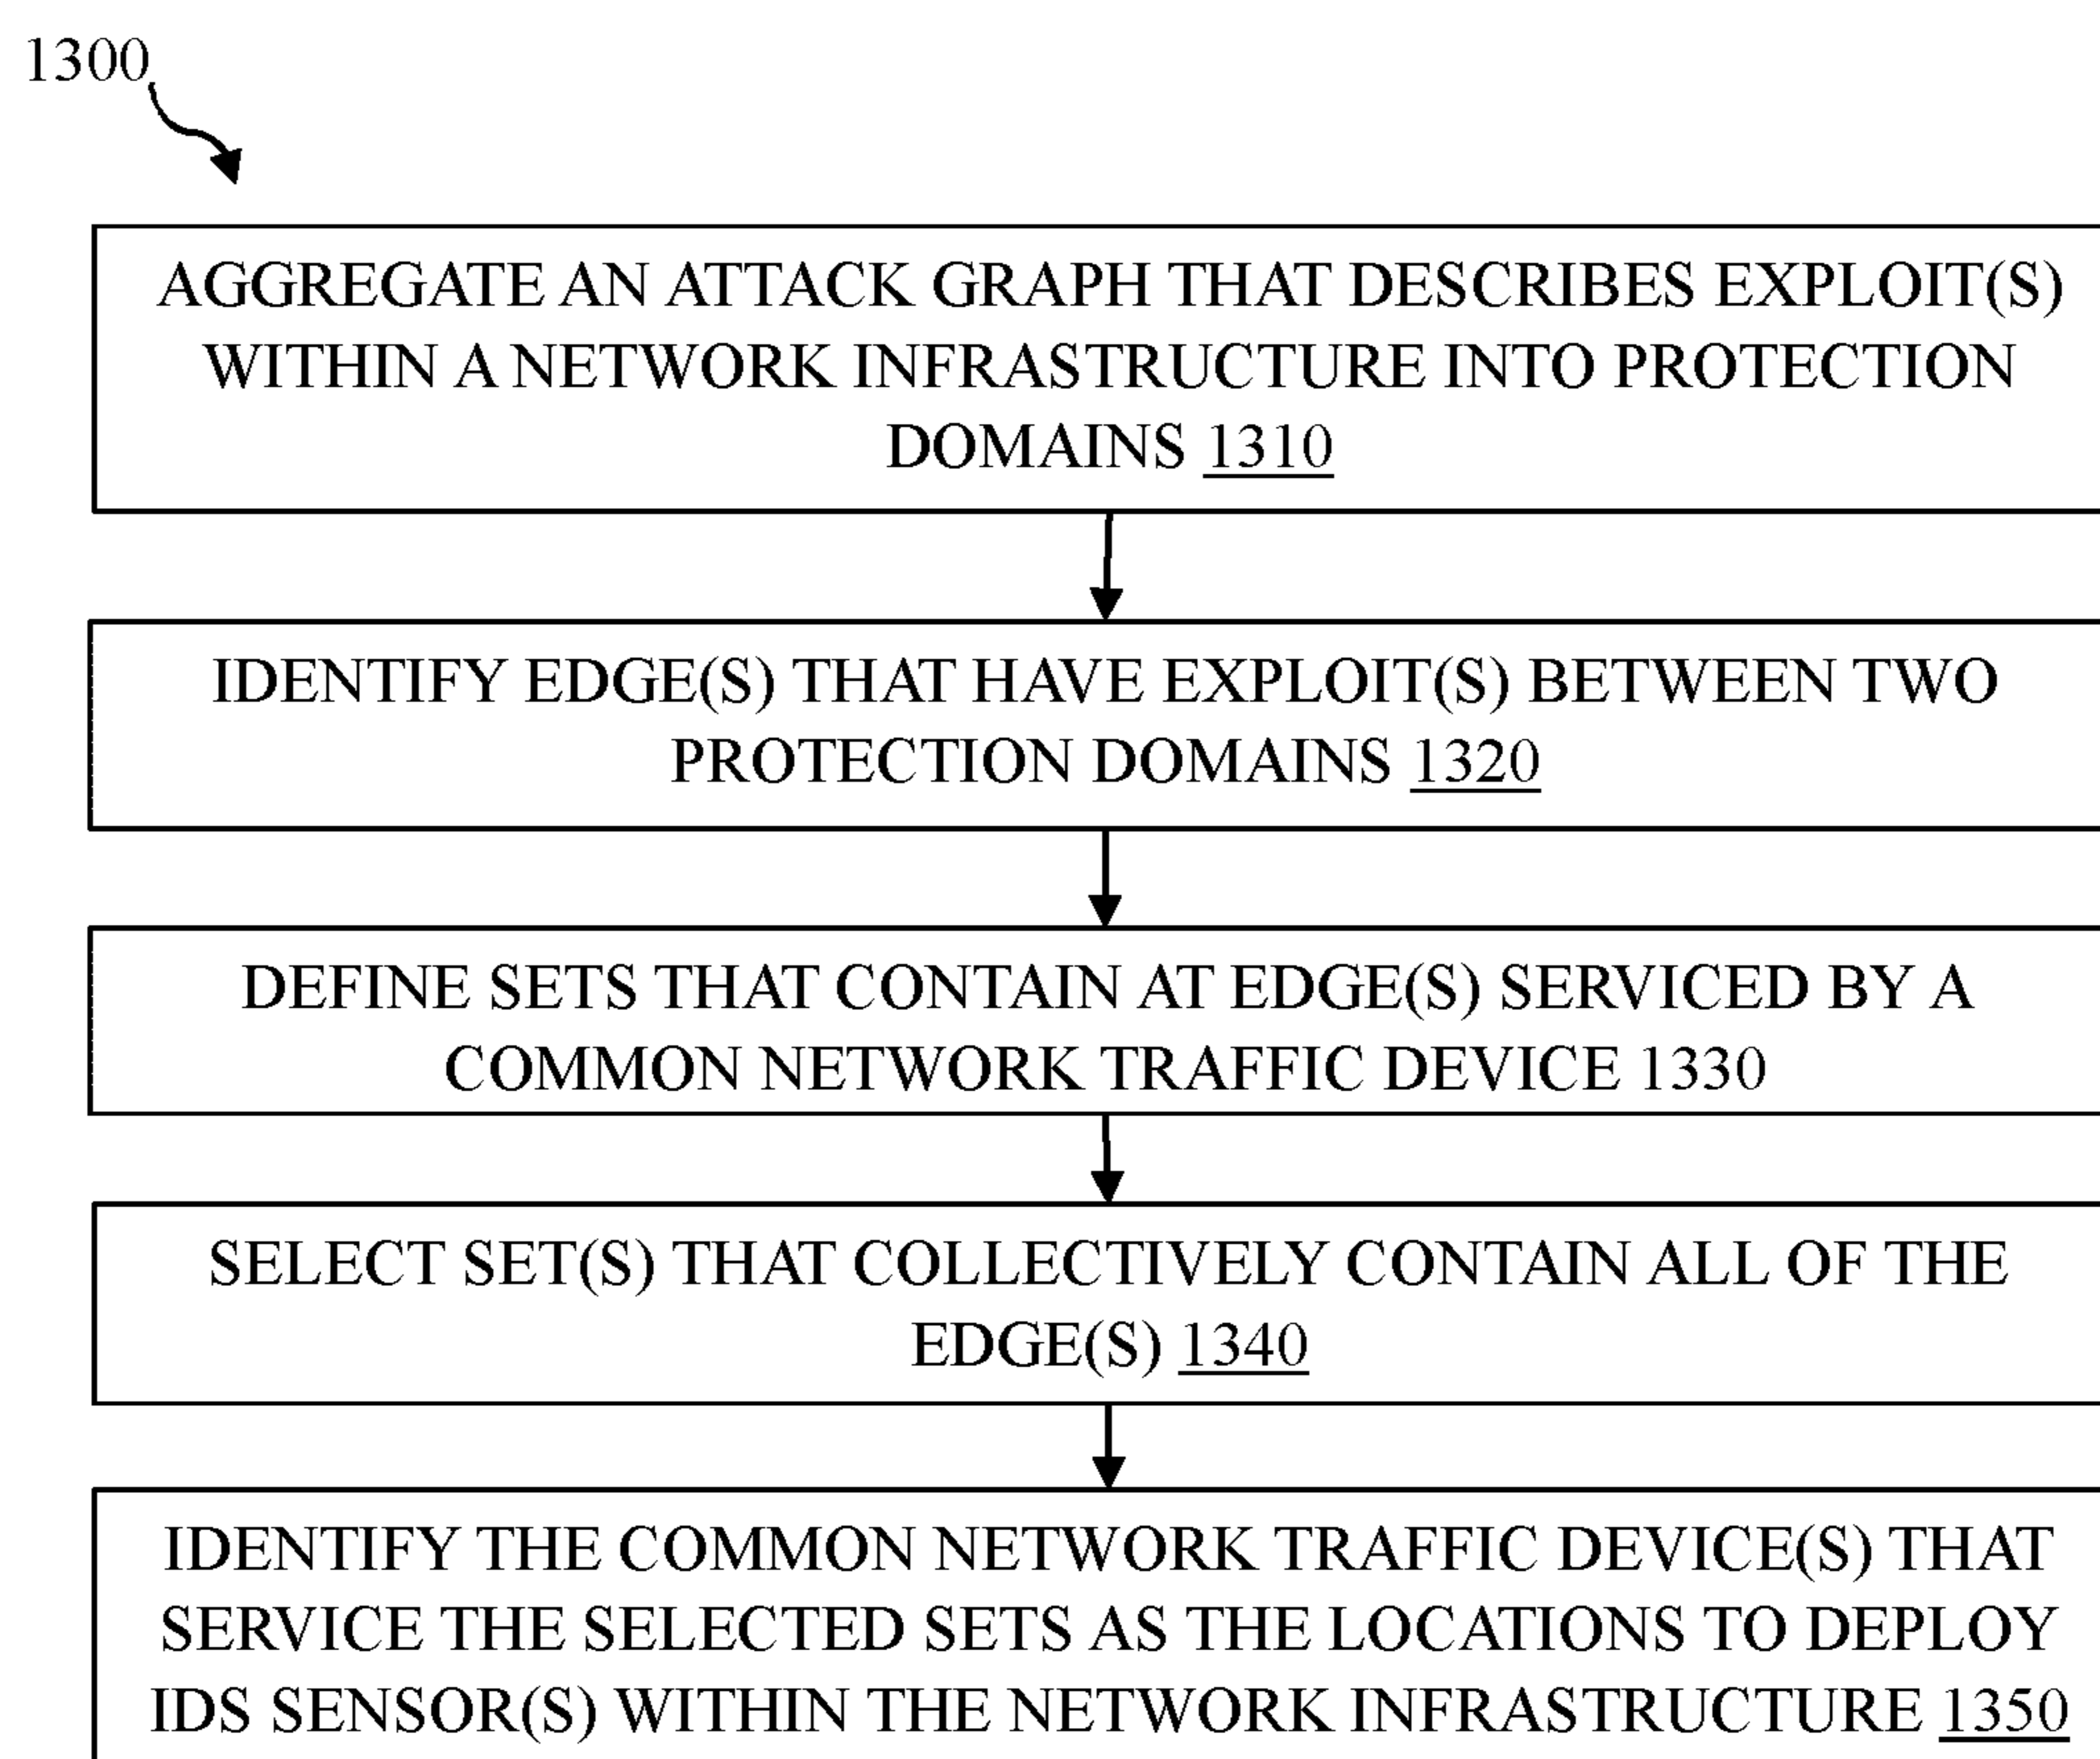 1300
AGGREGATE AN ATTACK GRAPH THAT DESCRIBES EXPLOIT(S)
WITHIN A NETWORK INFRASTRUCTURE INTO PROTECTION
DOMAINS 1310
IDENTIFY EDGE(S) THAT HAVE EXPLOIT(S) BETWEEN TWO
PROTECTION DOMAINS 1320
DEFINE SETS THAT CONTAIN AT EDGE(S) SERVICED BY A
COMMON NETWORK TRAFFIC DEVICE 1330
SELECT SET(S) THAT COLLECTIVELY CONTAIN ALL OF THE
EDGE(S) 1340
IDENTIFY THE COMMON NETWORK TRAFFIC DEVICE(S) THAT
SERVICE THE SELECTED SETS AS THE LOCATIONS TO DEPLOY
IDS SENSOR(S) WITHIN THE NETWORK INFRASTRUCTURE 1350